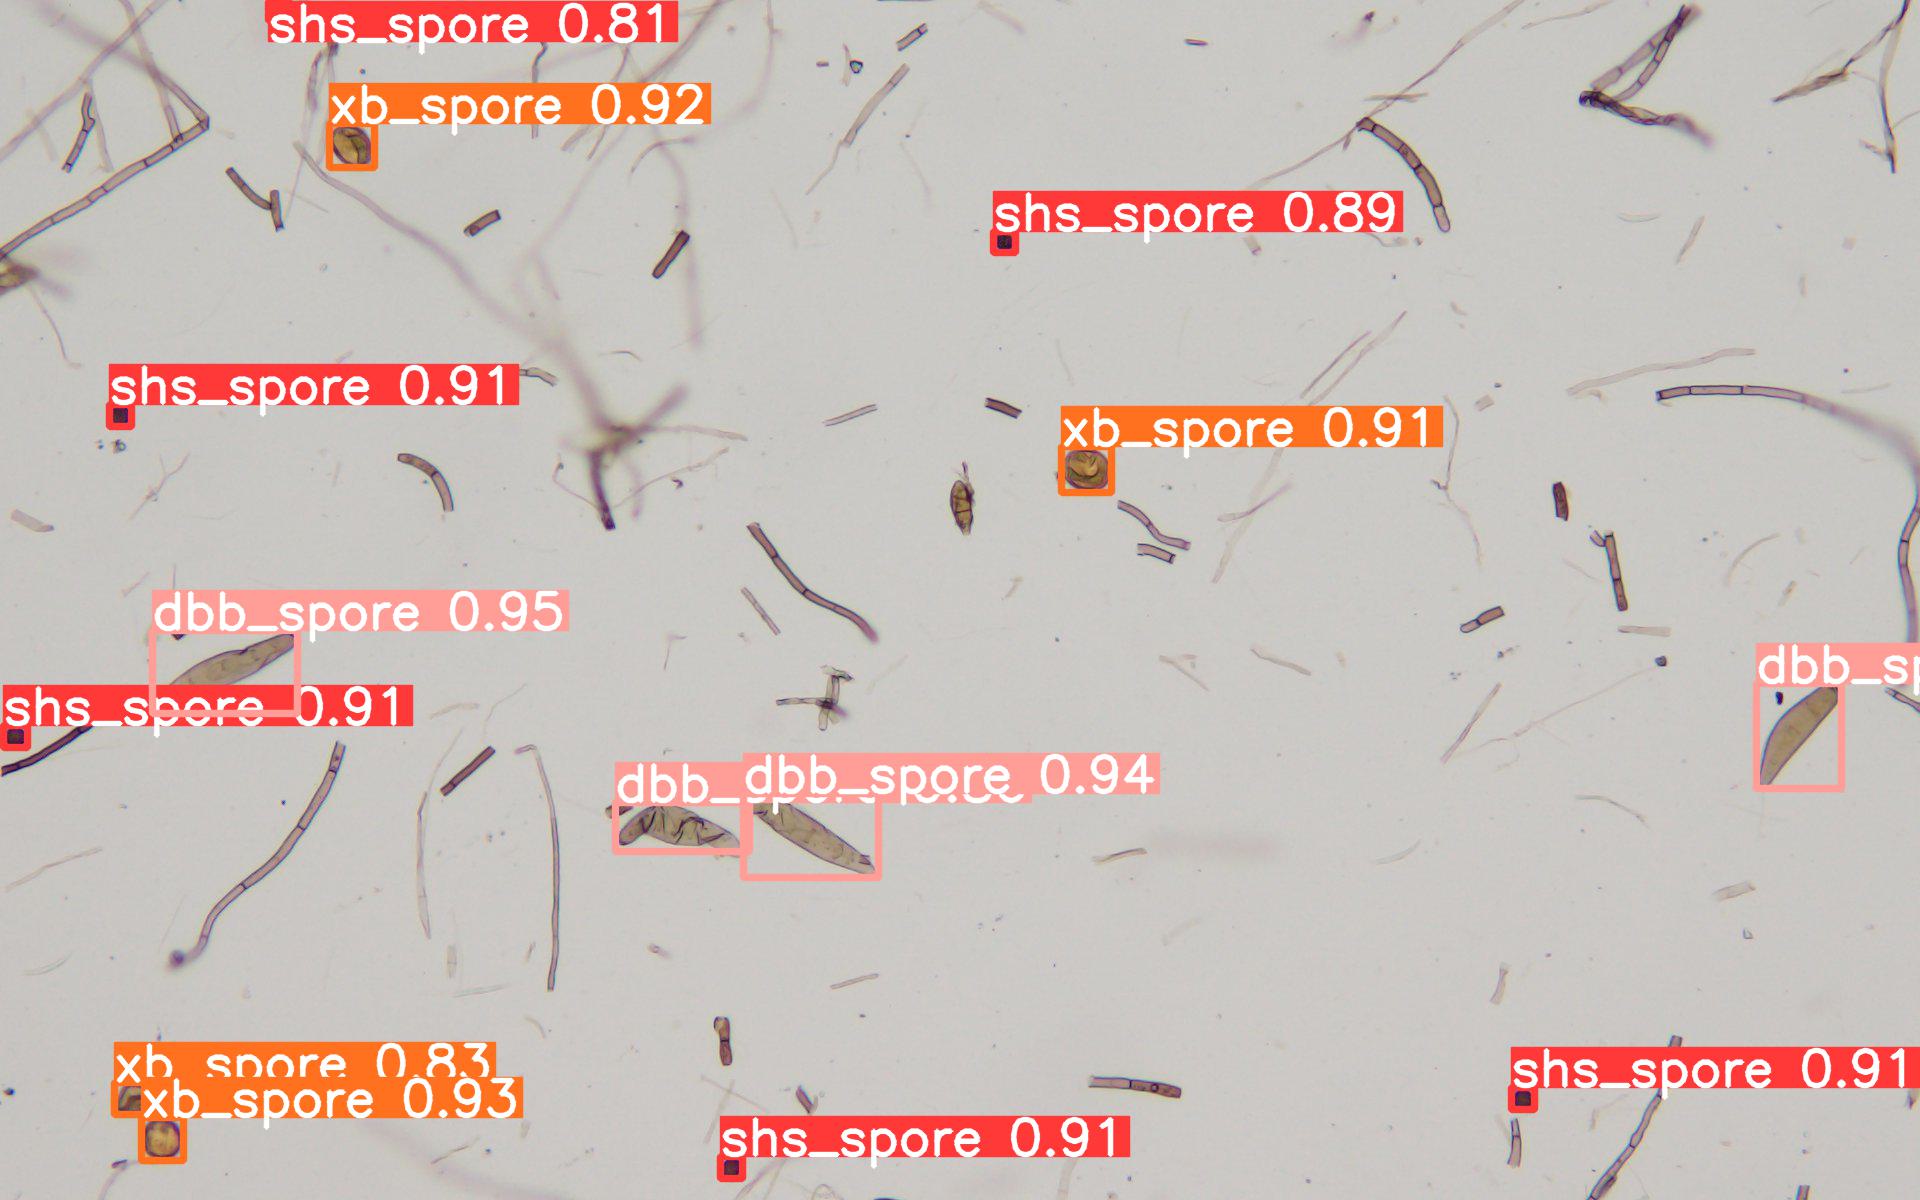 shs_spore 0.81
xb_spore 0.92
shs_spore 0.89
shs_spore 0.91
xb_spore 0.91
dbb_spore 0.95
dbb_sp
shs_spore 0.91
dbb_
dbb_spore 0.94
xb_spore 0.83
xb_spore 0.93
shs_spore 0.91
shs_spore 0.91